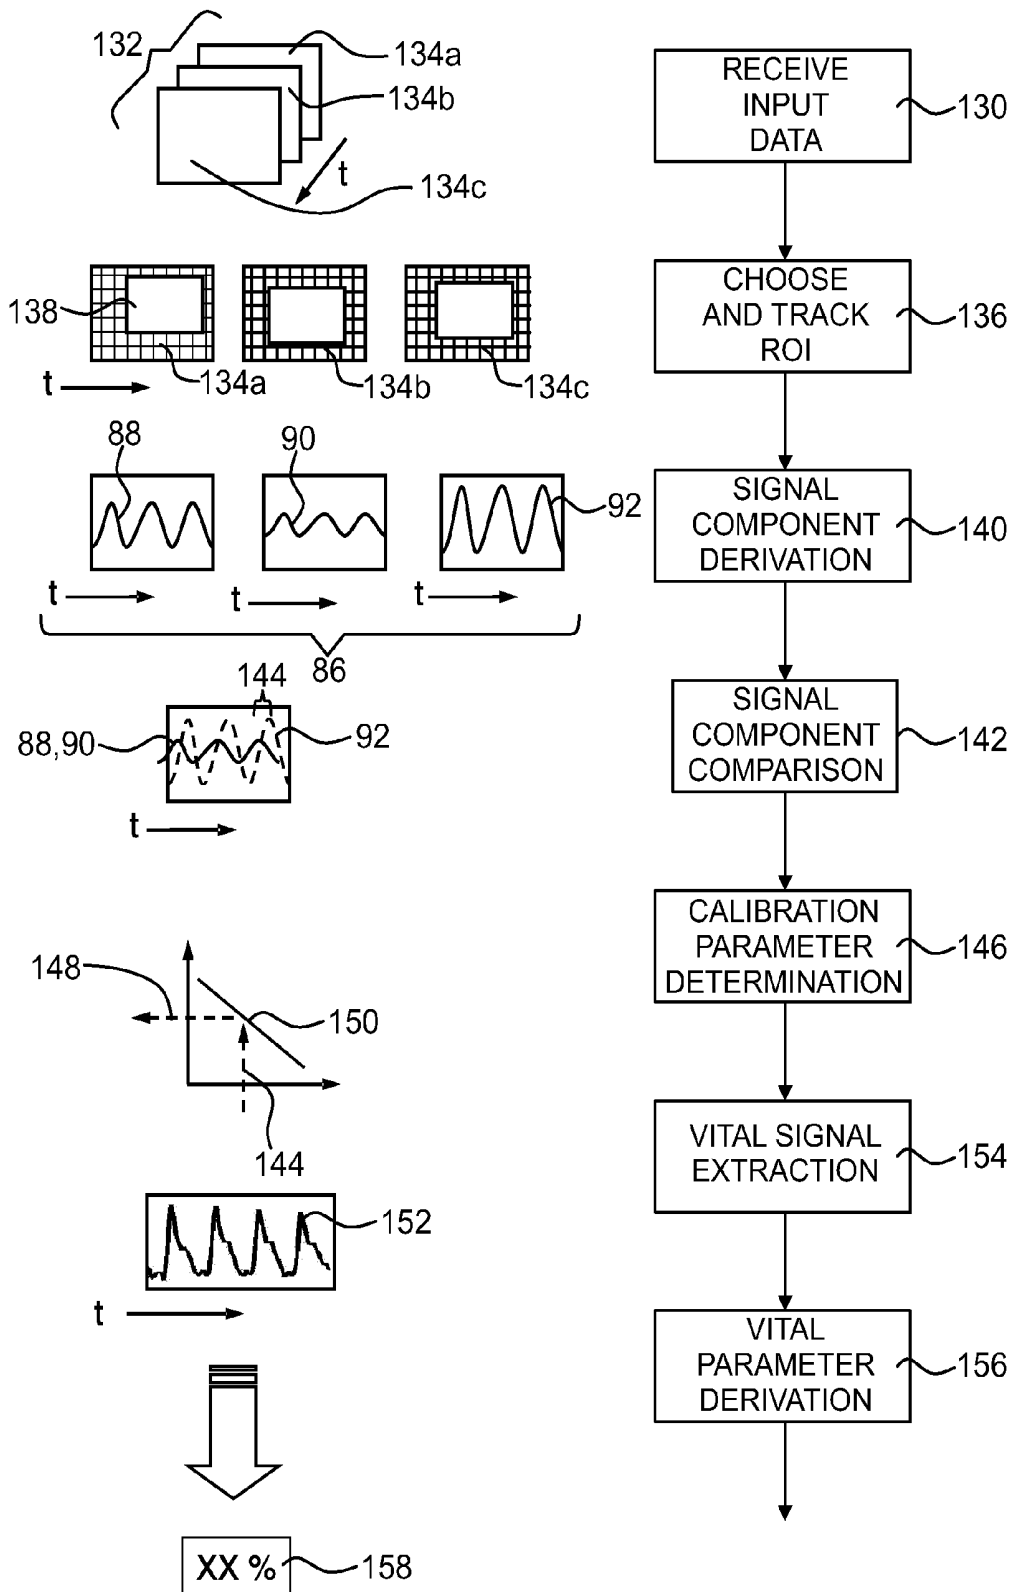 132
134a
134b
t
134c
RECEIVE
INPUT
DATA
130
138
134a
134b
134c
t
CHOOSE
AND TRACK
ROI
136
88
90
92
t
t
t
86
SIGNAL
COMPONENT
DERIVATION
140
144
88,90
92
t
SIGNAL
COMPONENT
COMPARISON
142
148
150
144
CALIBRATION
PARAMETER
DETERMINATION
146
152
t
VITAL SIGNAL
EXTRACTION
154
VITAL
PARAMETER
DERIVATION
156
XX %
158